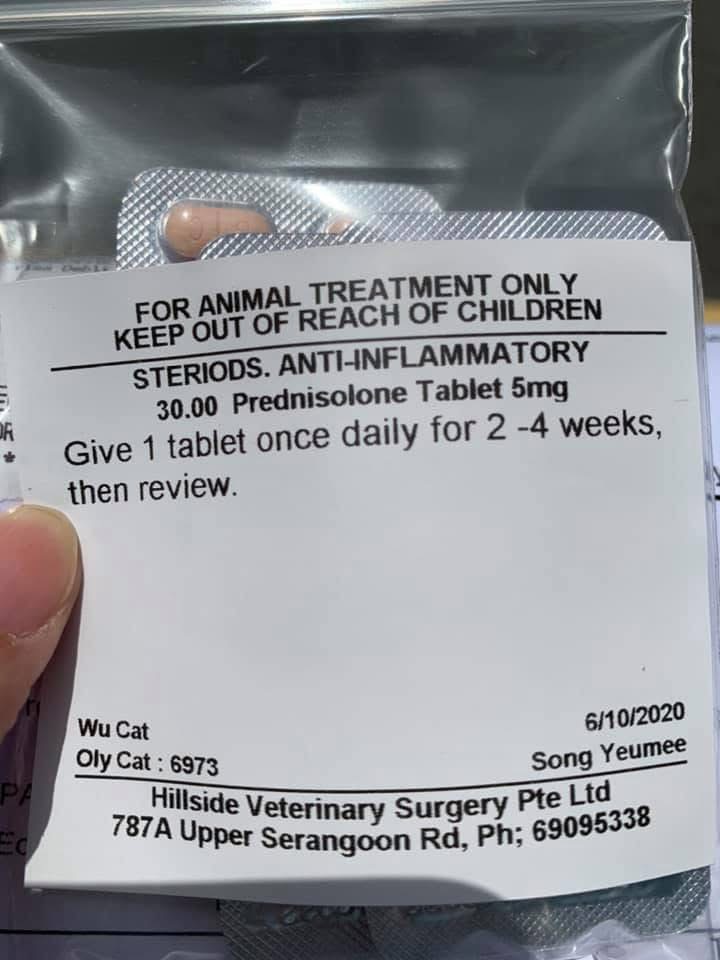 FOR ANIMAL TREATMENT ONLY
KEEP OUT OF REACH OF CHILDREN
STERIODS. ANTI-INFLAMMATORY
30.00 Prednisolone Tablet 5mg
Give 1 tablet once daily for 2 -4 weeks,
then review.
Wu Cat
6/10/2020
Oly Cat : 6973
Song Yeumee
Hillside Veterinary Surgery Pte Ltd
787A Upper Serangoon Rd, Ph; 69095338